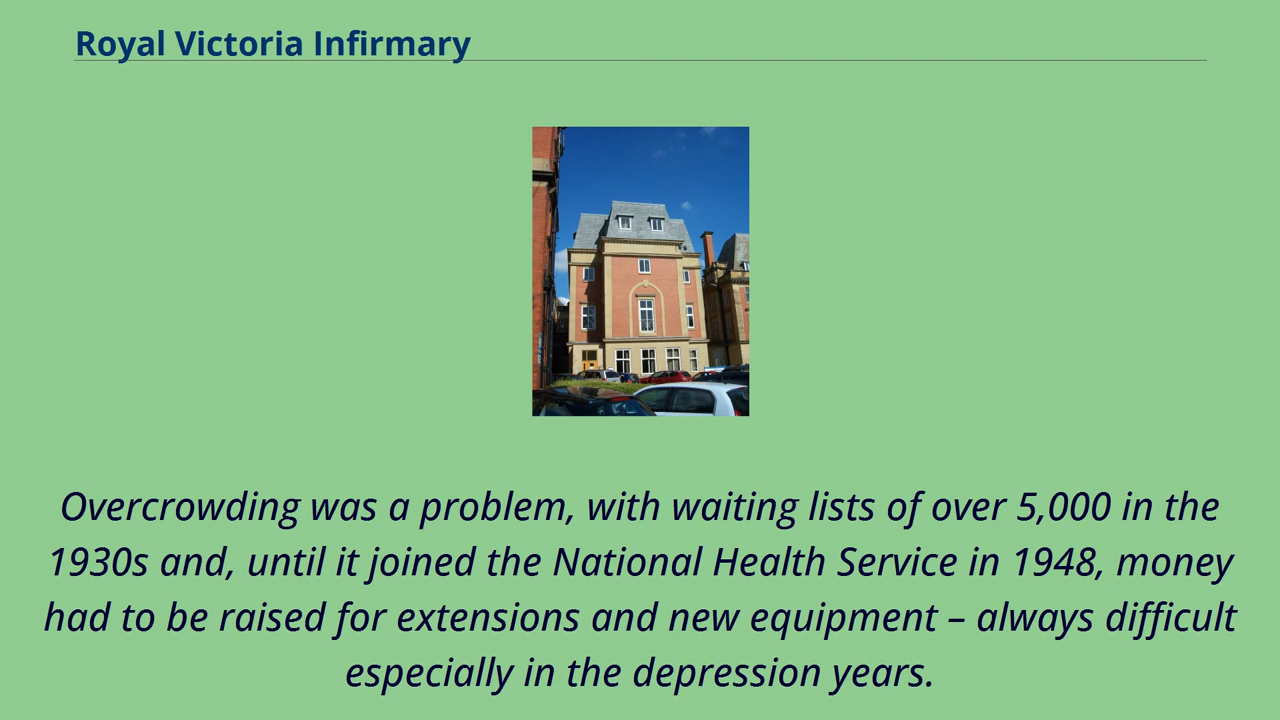 Royal Victoria Infirmary
Overcrowding was a problem, with waiting lists of over 5,000 in the
1930s and, until it joined the National Health Service in 1948, money
had to be raised for extensions and new equipment – always difficult
especially in the depression years.